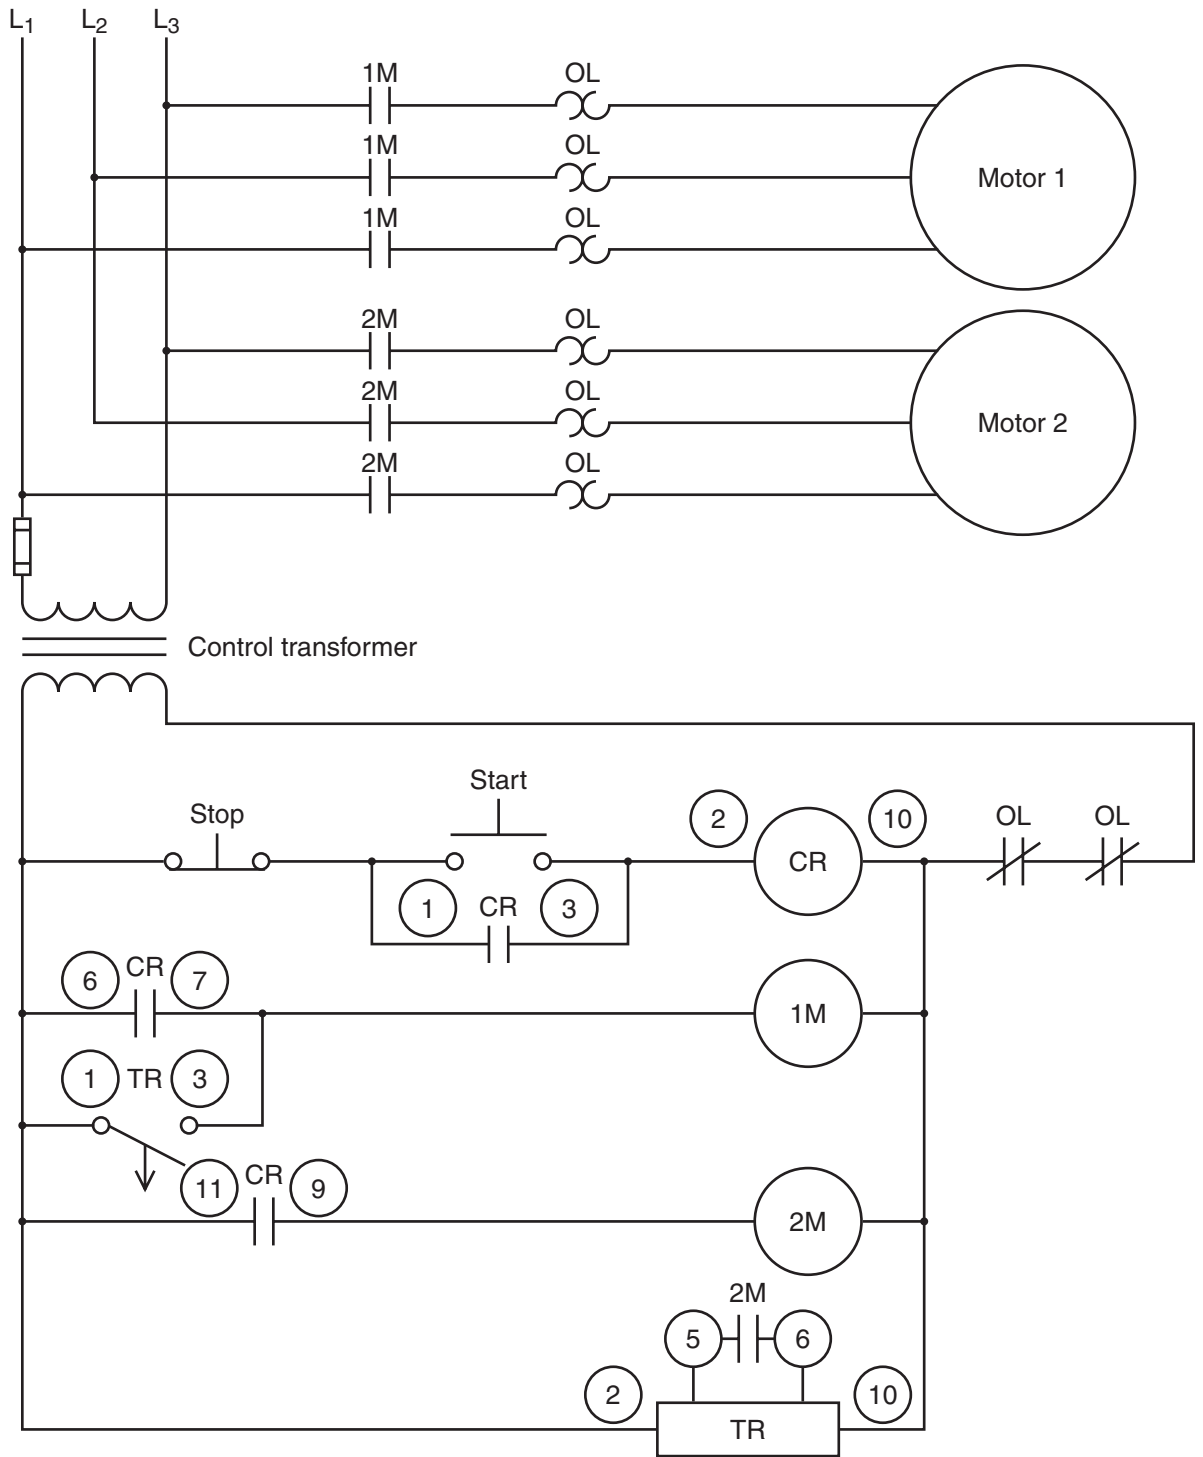 L1 L2 L3
1M OL
1M OL
Motor 1
1M OL
2M OL
2M OL
Motor 2
2M OL
Control transformer
Start
Stop
2 10 OL OL
CR
1 CR 3
6 CR 7
1M
1 TR 3
11 CR 9
2M
2M
5 6
2 10
TR